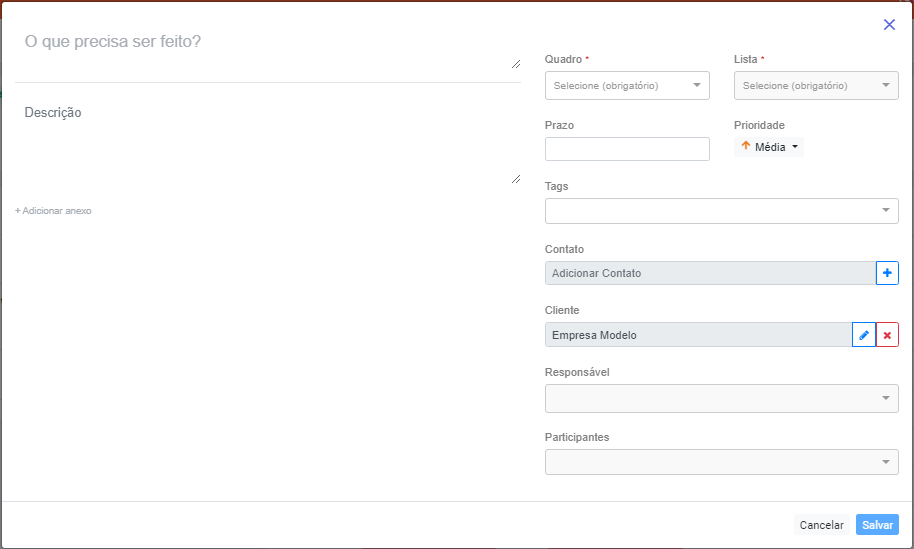 O que precisa ser feito?
Descrição
+ Adicionar anexo
Quadro * Lista *
Selecione (obrigatório) Selecione (obrigatório)
Prazo Prioridade
Média
Tags
Contato
Adicionar Contato
Cliente
Empresa Modelo
Responsável
Participantes
Cancelar Salvar